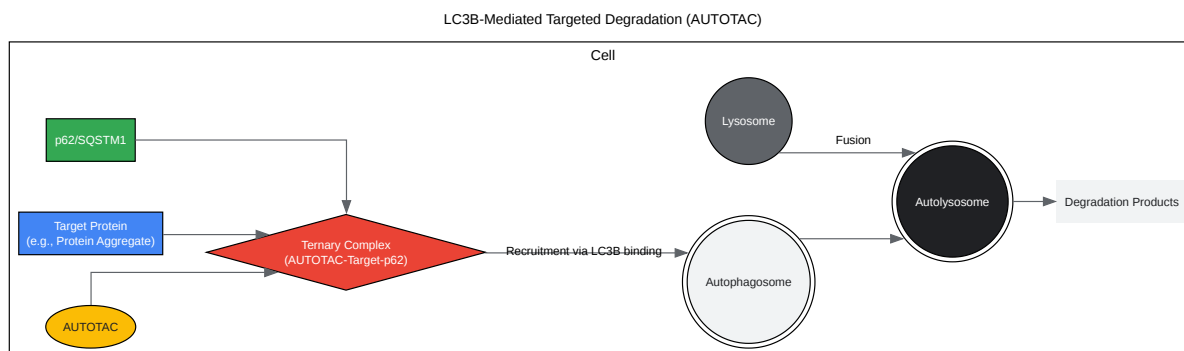 LC3B-Mediated Targeted Degradation (AUTOTAC)
Cell
Lysosome
p62/SQSTM1
Fusion
Target Protein
(e.g., Protein Aggregate)
Ternary Complex
(AUTOTAC-Target-p62)
Recruitment via LC3B binding
Autolysosome
Degradation Products
Autophagosome
AUTOTAC